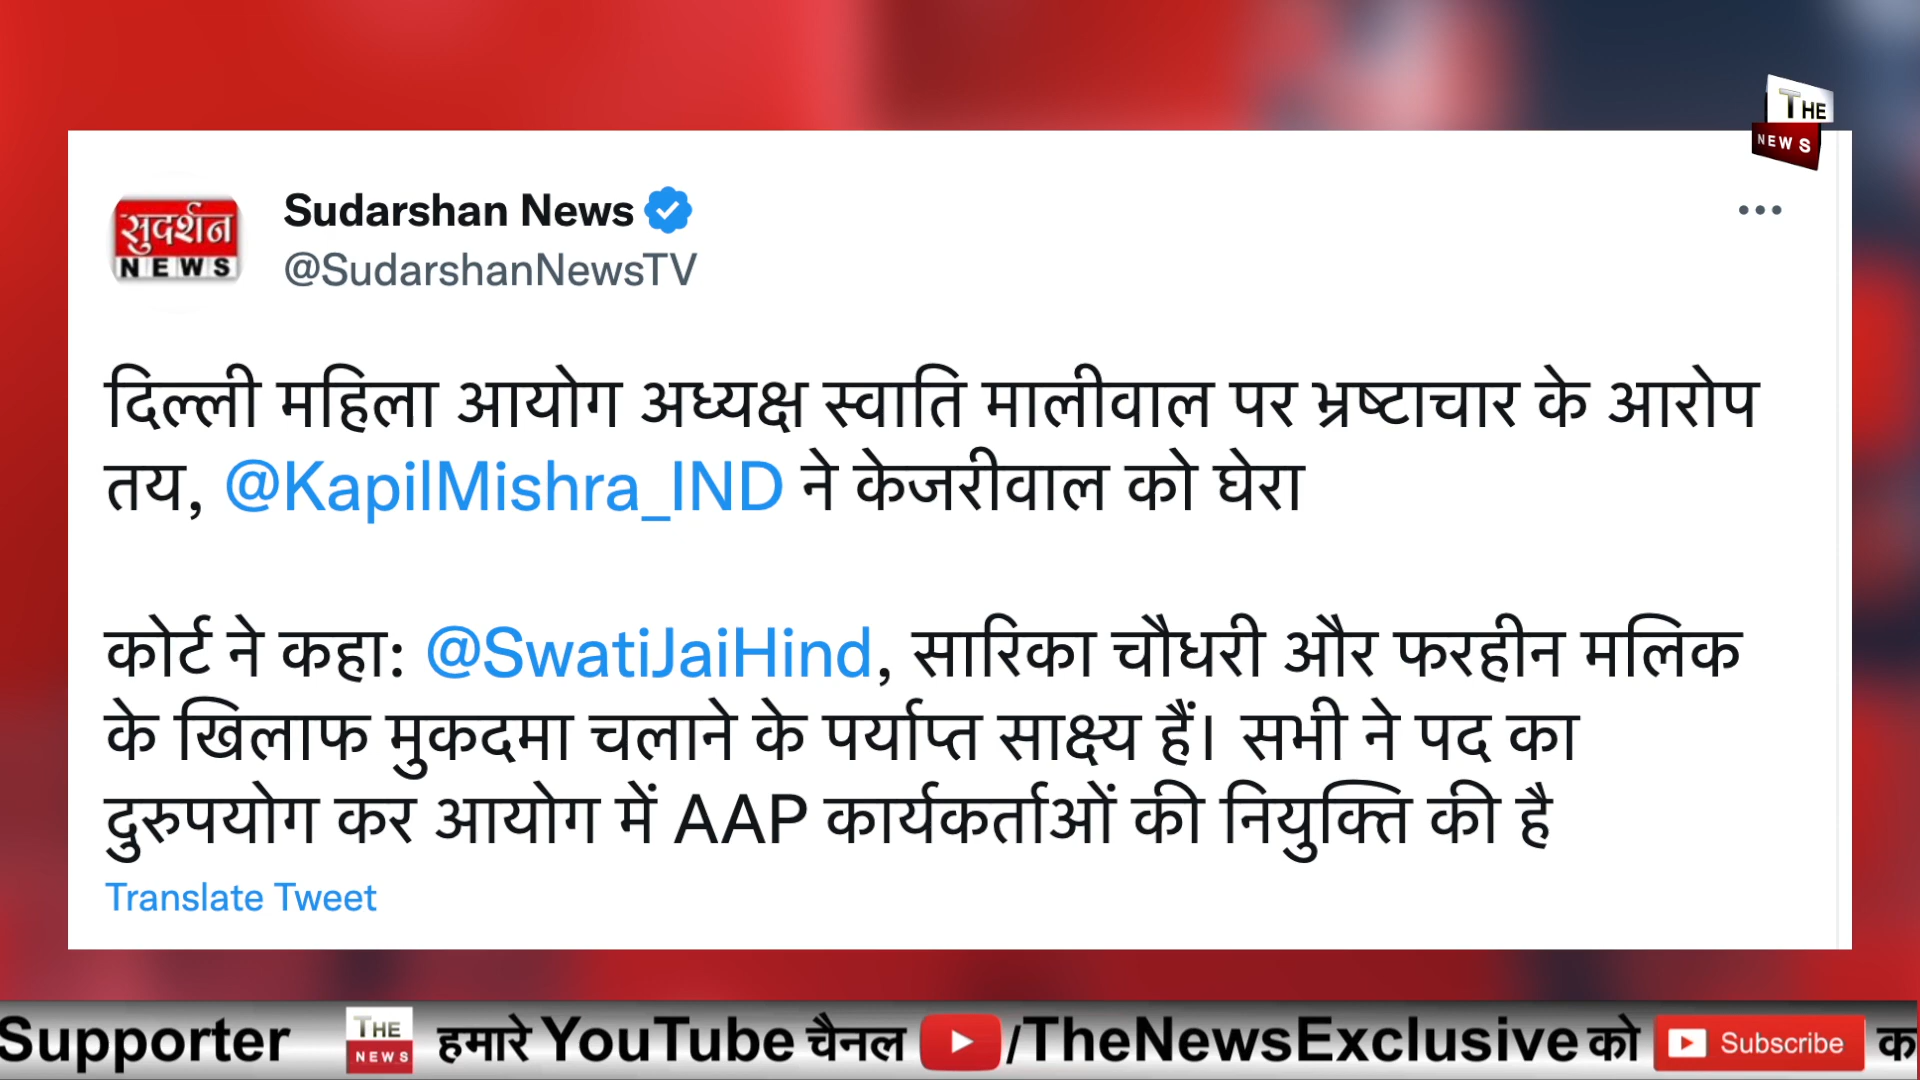 THE
NEWS
सुदर्शन
NEWS
Sudarshan News
@SudarshanNewsTV
दिल्ली महिला आयोग अध्यक्ष स्वाति मालीवाल पर भ्रष्टाचार के आरोप
तय, @KapilMishra_IND ने केजरीवाल को घेरा
कोर्ट ने कहा: @SwatiJaiHind, सारिका चौधरी और फरहीन मलिक
के खिलाफ मुकदमा चलाने के पर्याप्त साक्ष्य हैं। सभी ने पद का
दुरुपयोग कर आयोग में AAP कार्यकर्ताओं की नियुक्ति की है
Translate Tweet
Supporter THE NEWS हमारे YouTube चैनल /TheNewsExclusive को Subscribe क